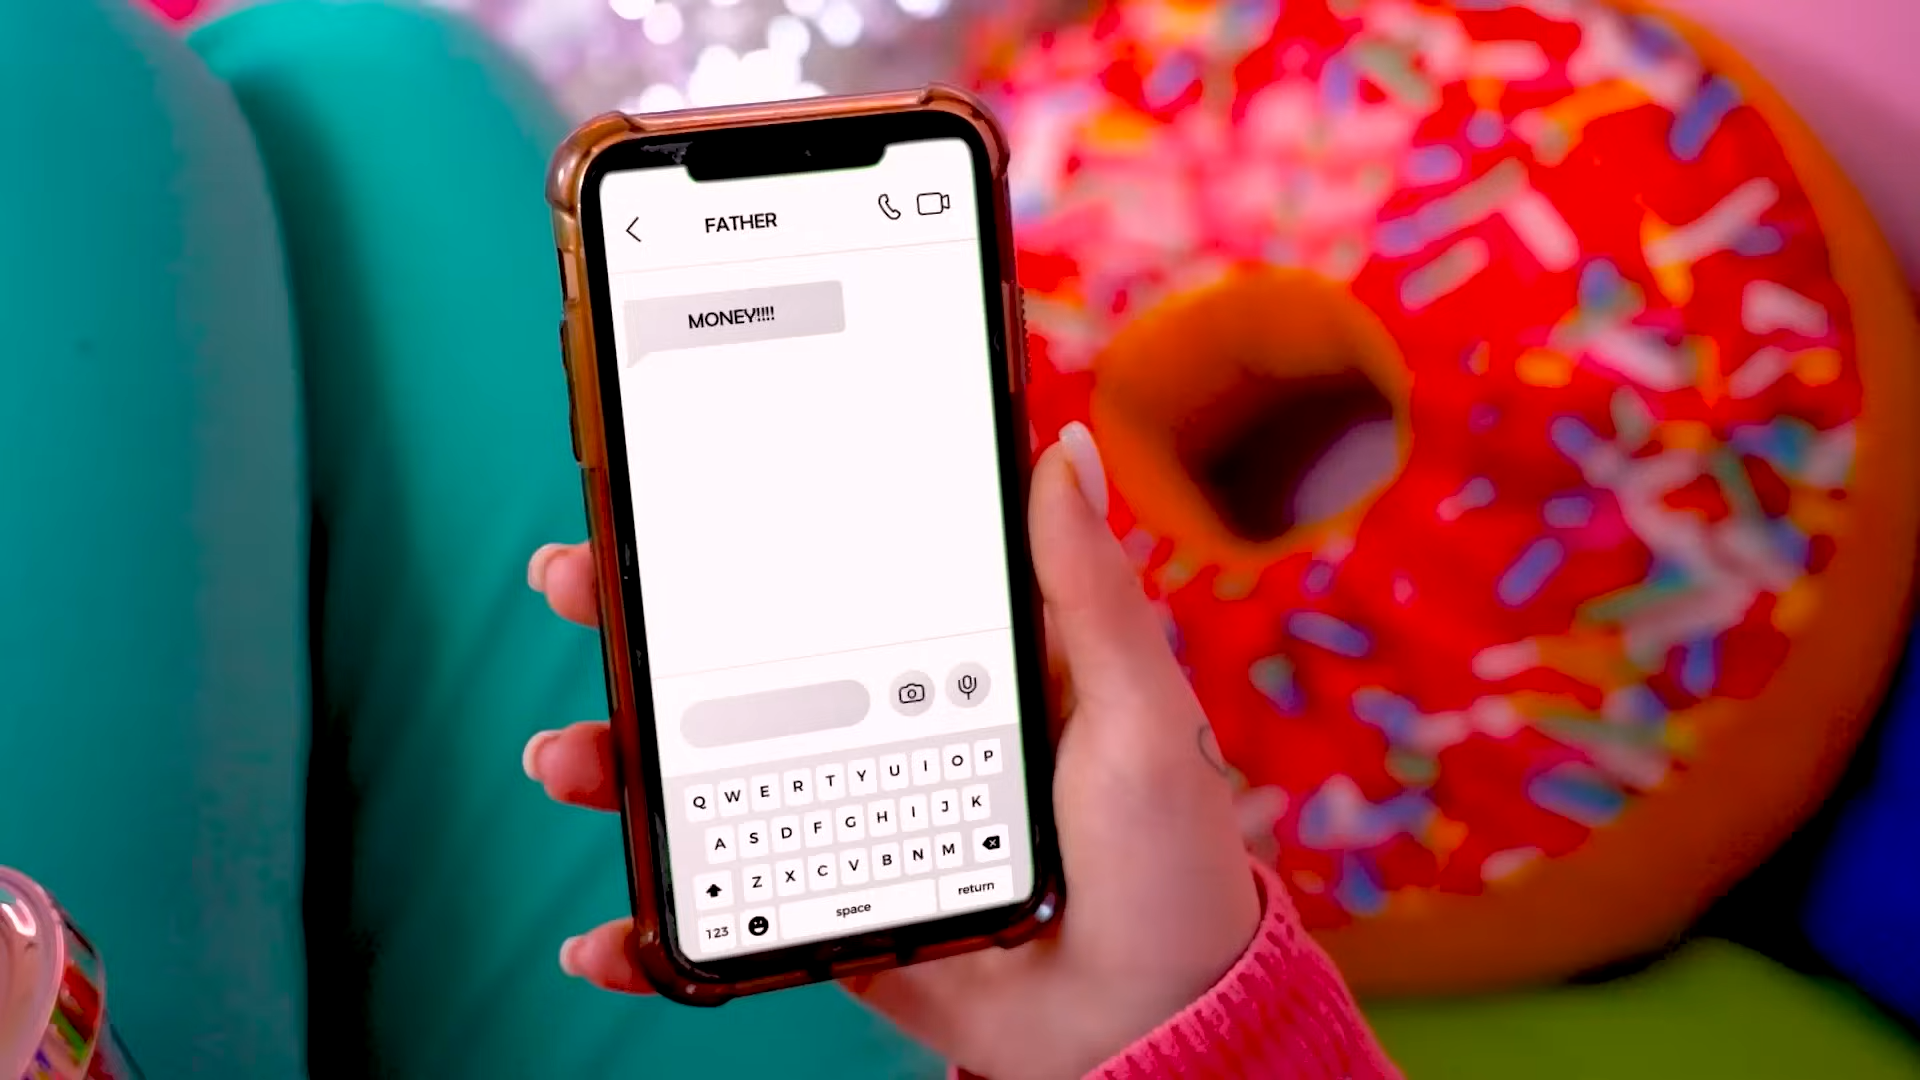 FATHER
MONEY!!!!
Q W E R T Y U I O P
A S D F G H I J K
Z X C V B N M
space return
123